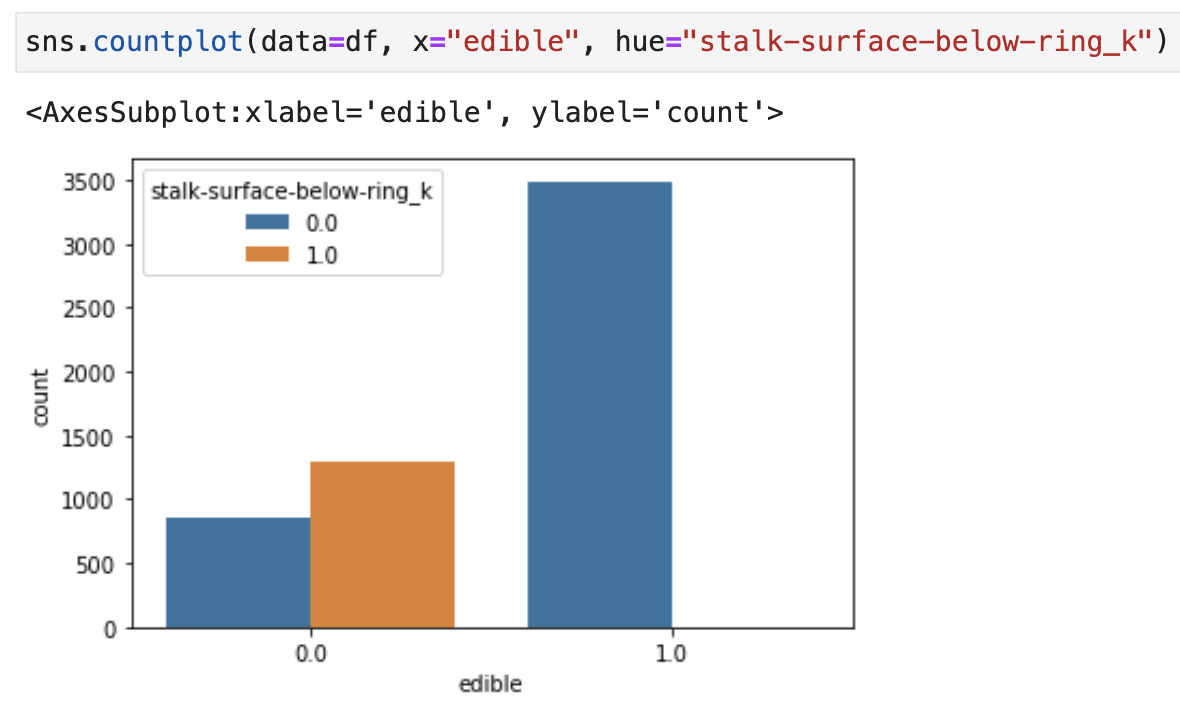 sns.countplot(data=df, x="edible", hue="stalk-surface-below-ring_k")
<AxesSubplot:xlabel='edible', ylabel='count'>
stalk-surface-below-ring_k
0.0
1.0
3500
3000
2500
2000
1500
1000
500
0
count
0.0 1.0
edible